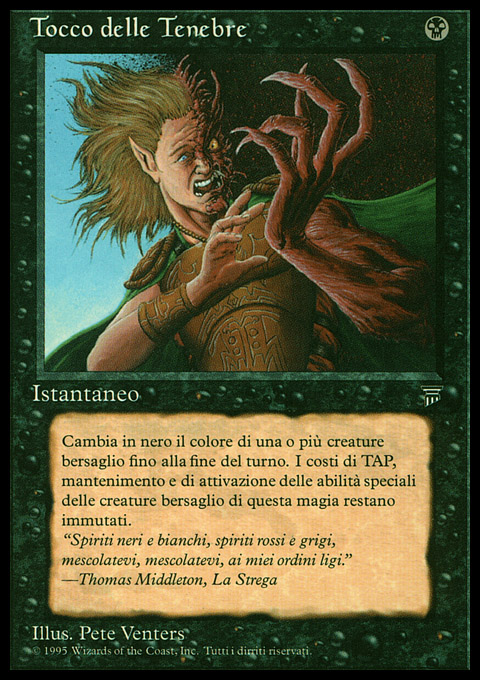 Tocco delle Tenebre
Istantaneo
Cambia in nero il colore di una o più creature
bersaglio fino alla fine del turno. I costi di TAP,
mantenimento e di attivazione delle abilità speciali
delle creature bersaglio di questa magia restano
immutati.
“Spiriti neri e bianchi, spiriti rossi e grigi,
mescolatevi, mescolatevi, ai miei ordini ligi.”
—Thomas Middleton, La Strega
Illus. Pete Venters
© 1995 Wizards of the Coast, Inc. Tutti i dirriti riservati.